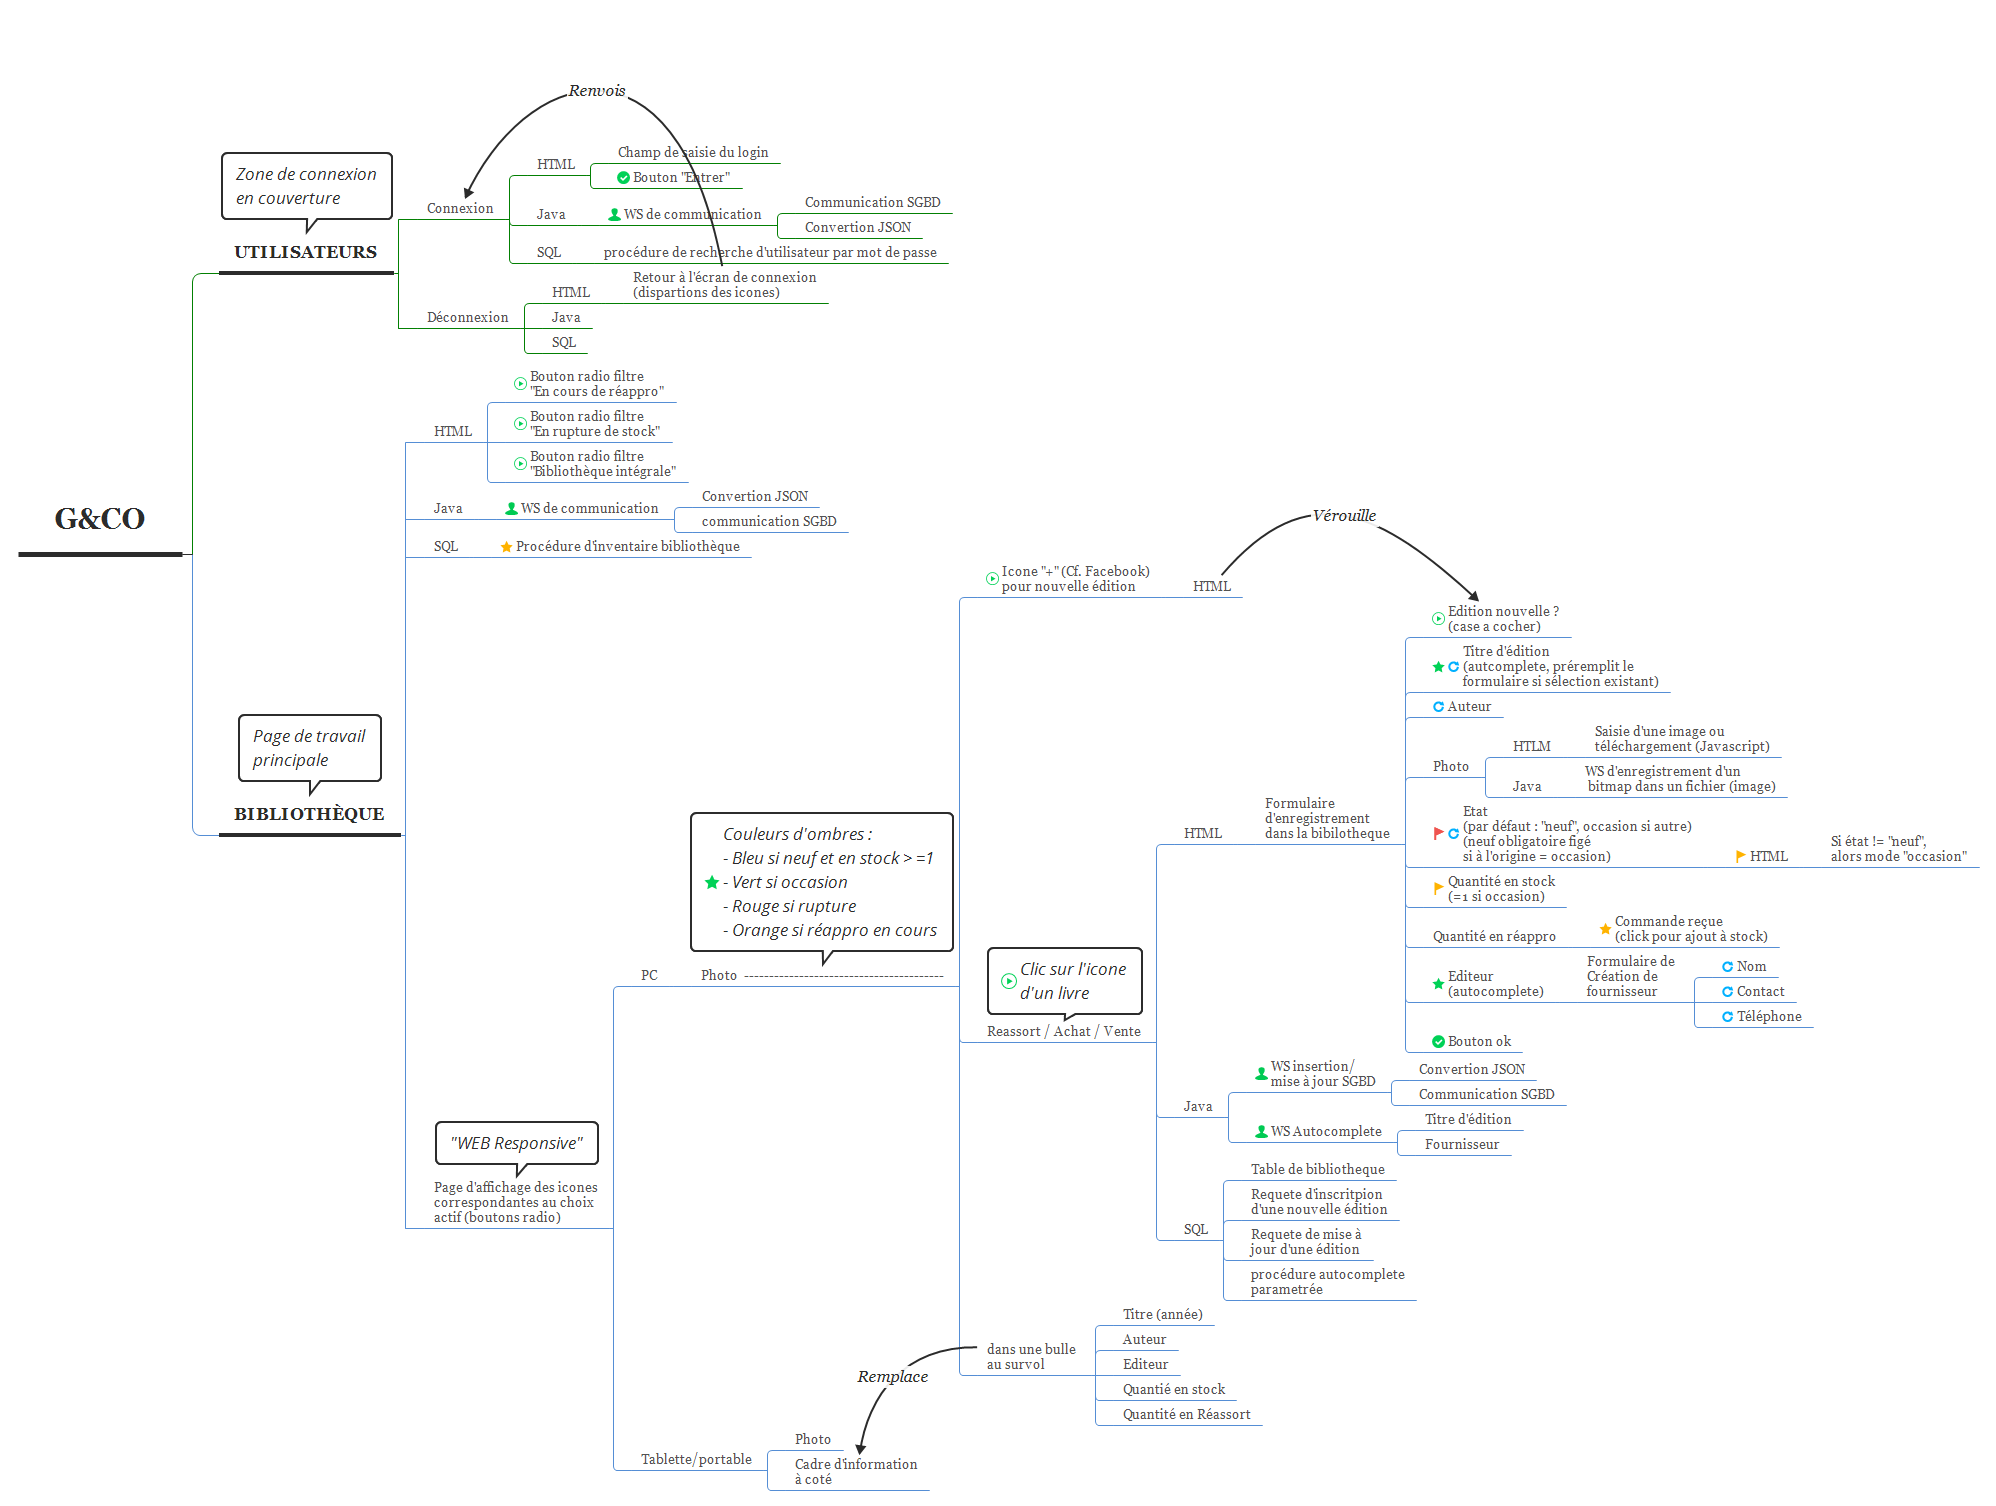 Renvois
Zone de connexion
en couverture
UTILISATEURS
Connexion
HTML
Champ de saisie du login
Bouton "Entrer"
Java
WS de communication
Communication SGBD
Convertion JSON
SQL
procédure de recherche d'utilisateur par mot de passe
Déconnexion
HTML
Retour à l'écran de connexion
(dispartions des icones)
Java
SQL
G&CO
Page de travail
principale
BIBLIOTHÈQUE
HTML
Bouton radio filtre
"En cours de réappro"
Bouton radio filtre
"En rupture de stock"
Bouton radio filtre
"Bibliothèque intégrale"
Java
WS de communication
Convertion JSON
communication SGBD
SQL
Procédure d'inventaire bibliothèque
"WEB Responsive"
Page d'affichage des icones
correspondantes au choix
actif (boutons radio)
PC
Couleurs d'ombres :
- Bleu si neuf et en stock > =1
- Vert si occasion
- Rouge si rupture
- Orange si réappro en cours
Photo ----------------------------------------
Icone "+" (Cf. Facebook)
pour nouvelle édition
HTML
Vérouille
Clic sur l'icone
d'un livre
Reassort / Achat / Vente
HTML
Formulaire
d'enregistrement
dans la bibilotheque
Edition nouvelle ?
(case a cocher)
Titre d'édition
(autcomplete, préremplit le
formulaire si sélection existant)
Auteur
Photo
HTLM
Saisie d'une image ou
téléchargement (Javascript)
Java
WS d'enregistrement d'un
bitmap dans un fichier (image)
Etat
(par défaut : "neuf", occasion si autre)
(neuf obligatoire figé
si à l'origine = occasion)
HTML
Si état != "neuf",
alors mode "occasion"
Quantité en stock
(=1 si occasion)
Quantité en réappro
Commande reçue
(click pour ajout à stock)
Editeur
(autocomplete)
Formulaire de
Création de
fournisseur
Nom
Contact
Téléphone
Bouton ok
Java
WS insertion/
mise à jour SGBD
Convertion JSON
Communication SGBD
WS Autocomplete
Titre d'édition
Fournisseur
SQL
Table de bibliotheque
Requete d'inscritpion
d'une nouvelle édition
Requete de mise à
jour d'une édition
procédure autocomplete
parametrée
dans une bulle
au survol
Titre (année)
Auteur
Editeur
Quantié en stock
Quantité en Réassort
Remplace
Tablette/portable
Photo
Cadre d'information
à coté